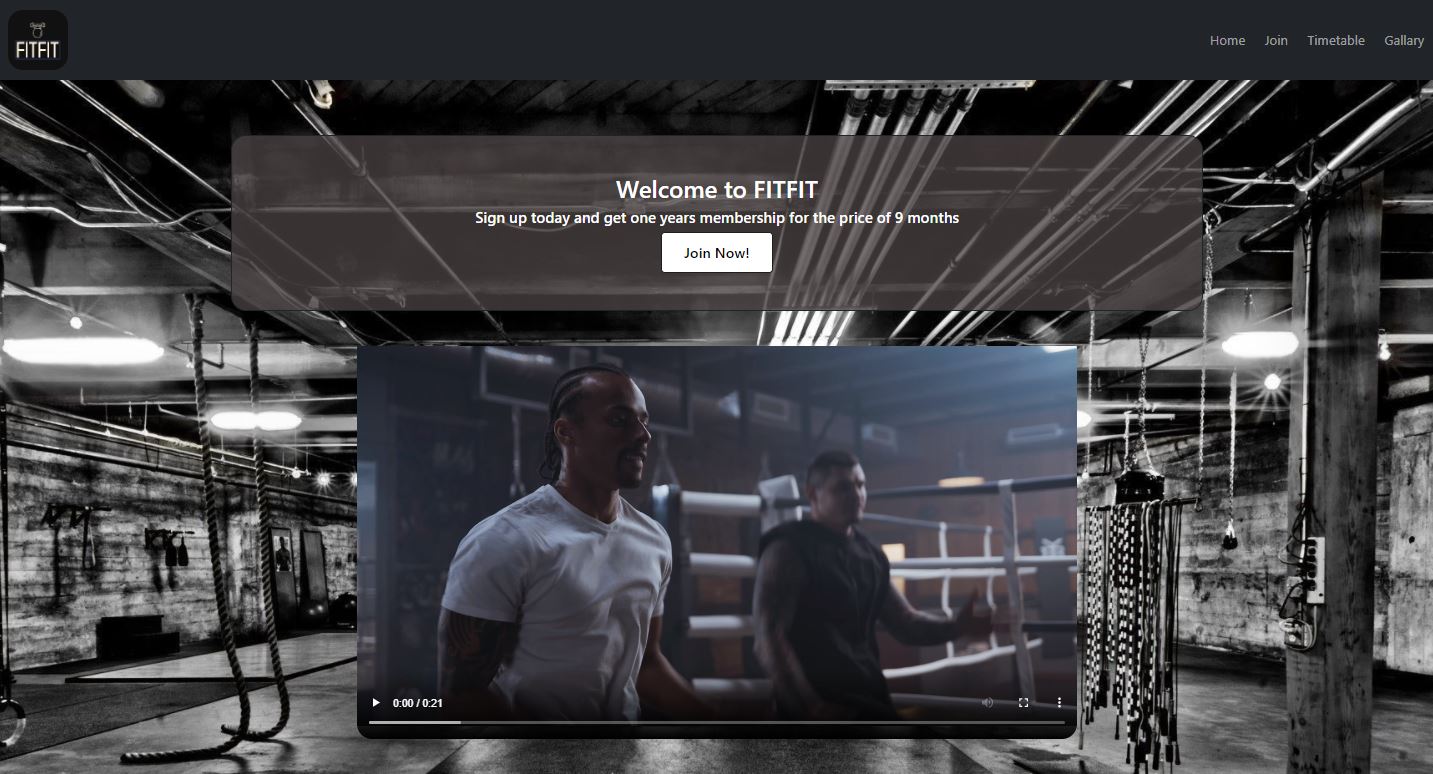 FITFIT
Home Join Timetable Gallary
Welcome to FITFIT
Sign up today and get one years membership for the price of 9 months
Join Now!
0:00 / 0:21